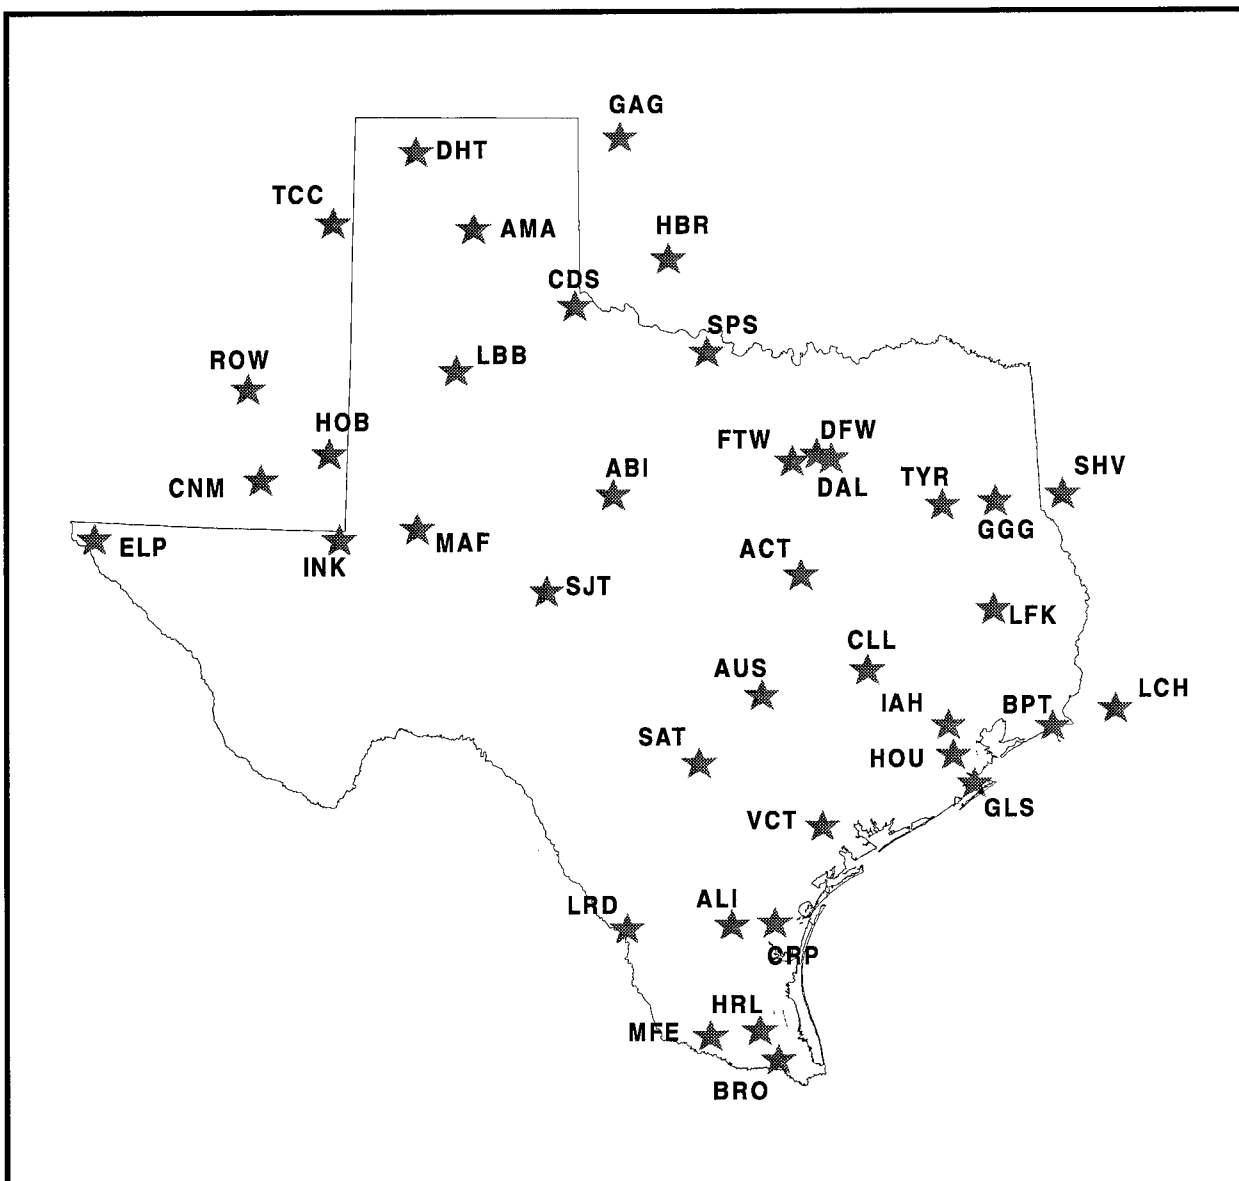 GAG
DHT
TCC
AMA
HBR
CDS
SPS
LBB
ROW
HOB
DFW
FTW
ABI
SHV
CNM
DAL
TYR
GGG
ELP
MAF
INK
ACT
SJT
LFK
CLL
AUS
LCH
IAH
BPT
SAT
HOU
GLS
VCT
ALI
LRD
CRP
HRL
MFE
BRO